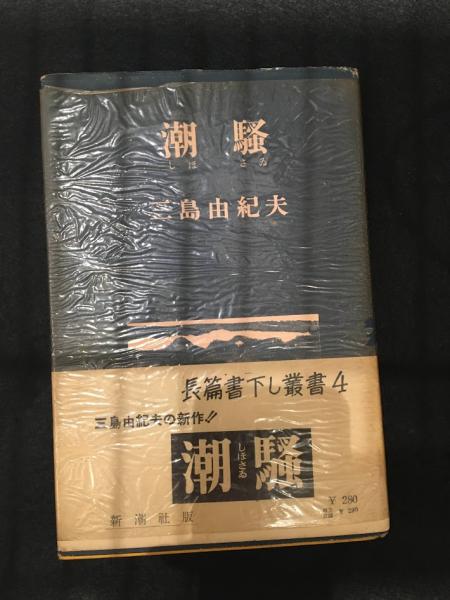 潮騒
しほさゐ
三島由紀夫
長篇書下し叢書4
三島由紀夫の新作!!
しほさゐ
潮騒
¥ 280
新潮社版
¥ 290